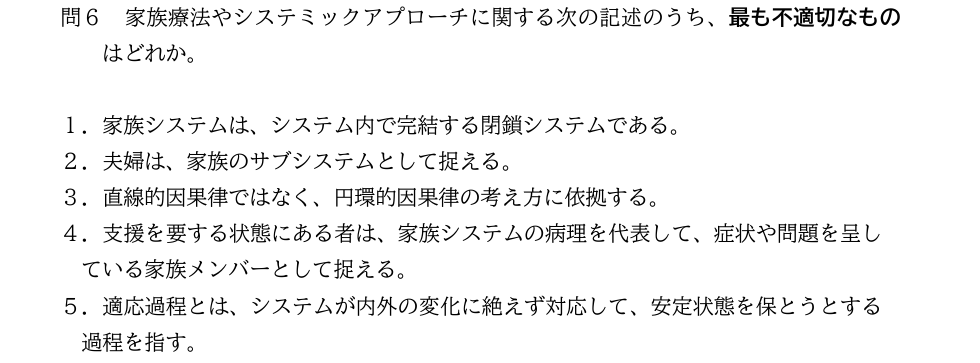 問６　家族療法やシステミックアプローチに関する次の記述のうち、最も不適切なもの
はどれか。
１．家族システムは、システム内で完結する閉鎖システムである。
２．夫婦は、家族のサブシステムとして捉える。
３．直線的因果律ではなく、円環的因果律の考え方に依拠する。
４．支援を要する状態にある者は、家族システムの病理を代表して、症状や問題を呈し
ている家族メンバーとして捉える。
５．適応過程とは、システムが内外の変化に絶えず対応して、安定状態を保とうとする
過程を指す。